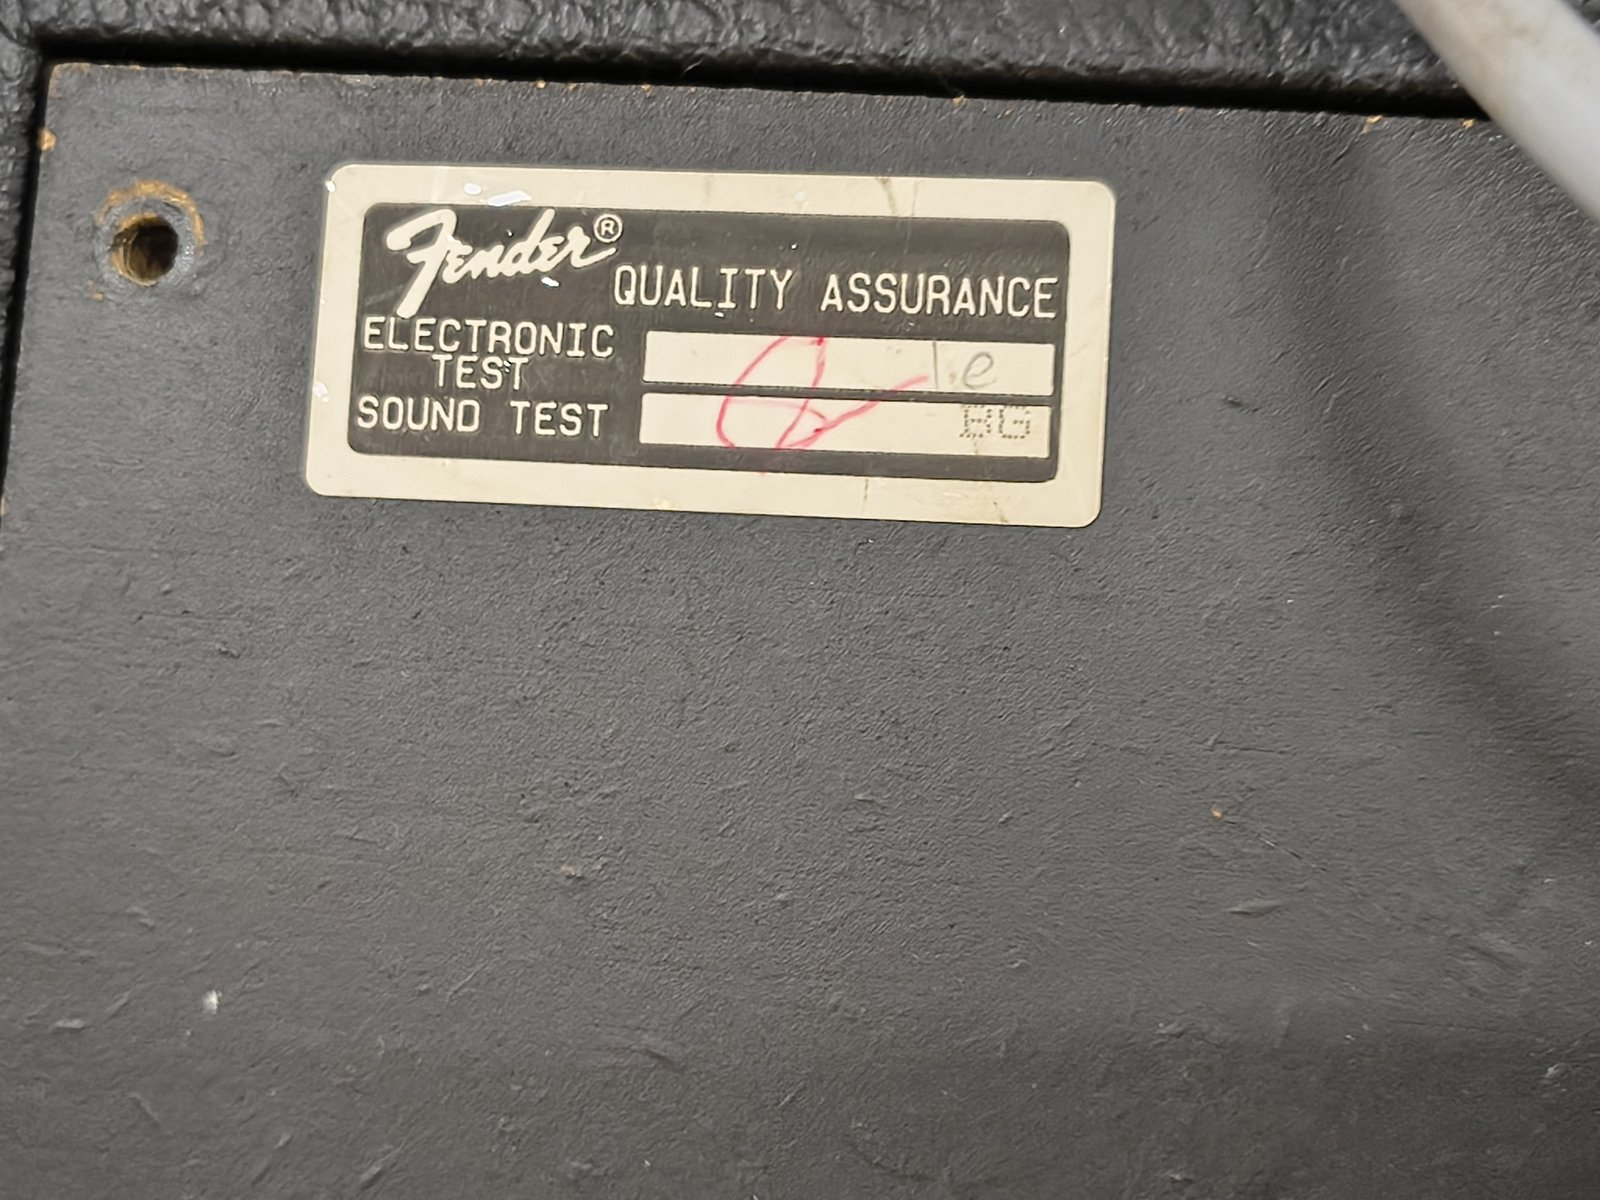 Fender®
QUALITY ASSURANCE
ELECTRONIC
TEST
SOUND TEST
BG